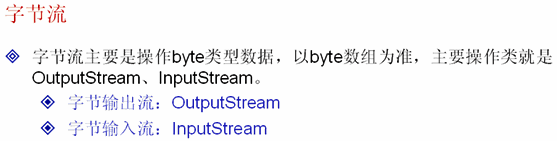 字节流
字节流主要是操作byte类型数据，以byte数组为准，主要操作类就是
OutputStream、InputStream。
字节输出流：OutputStream
字节输入流：InputStream